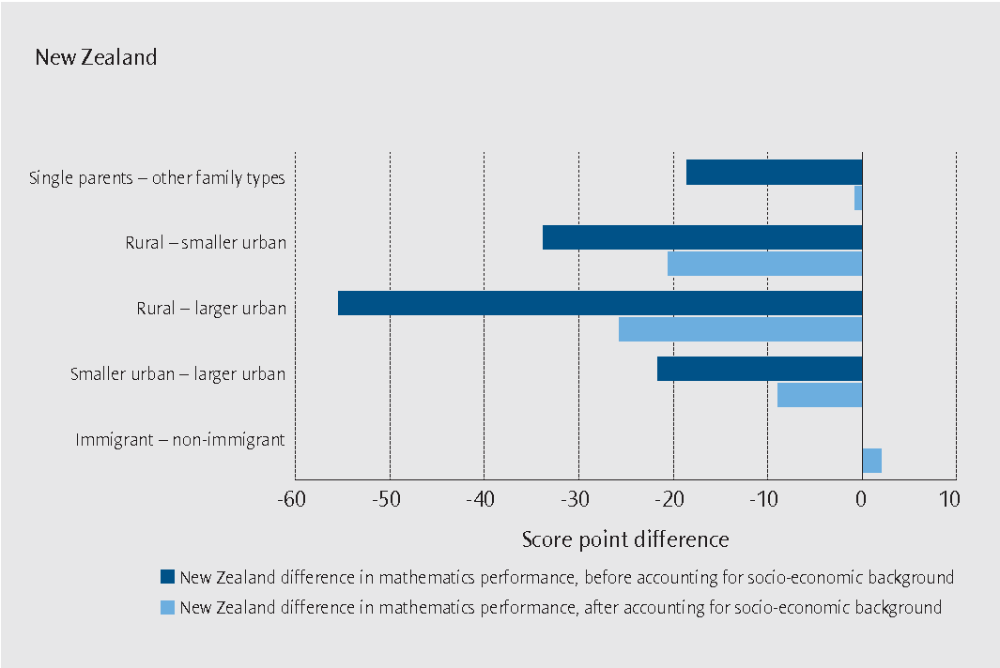 New Zealand
Single parents – other family types
Rural – smaller urban
Rural – larger urban
Smaller urban – larger urban
Immigrant – non-immigrant
-60 -50 -40 -30 -20 -10 0 10
Score point difference
New Zealand difference in mathematics performance, before accounting for socio-economic background
New Zealand difference in mathematics performance, after accounting for socio-economic background